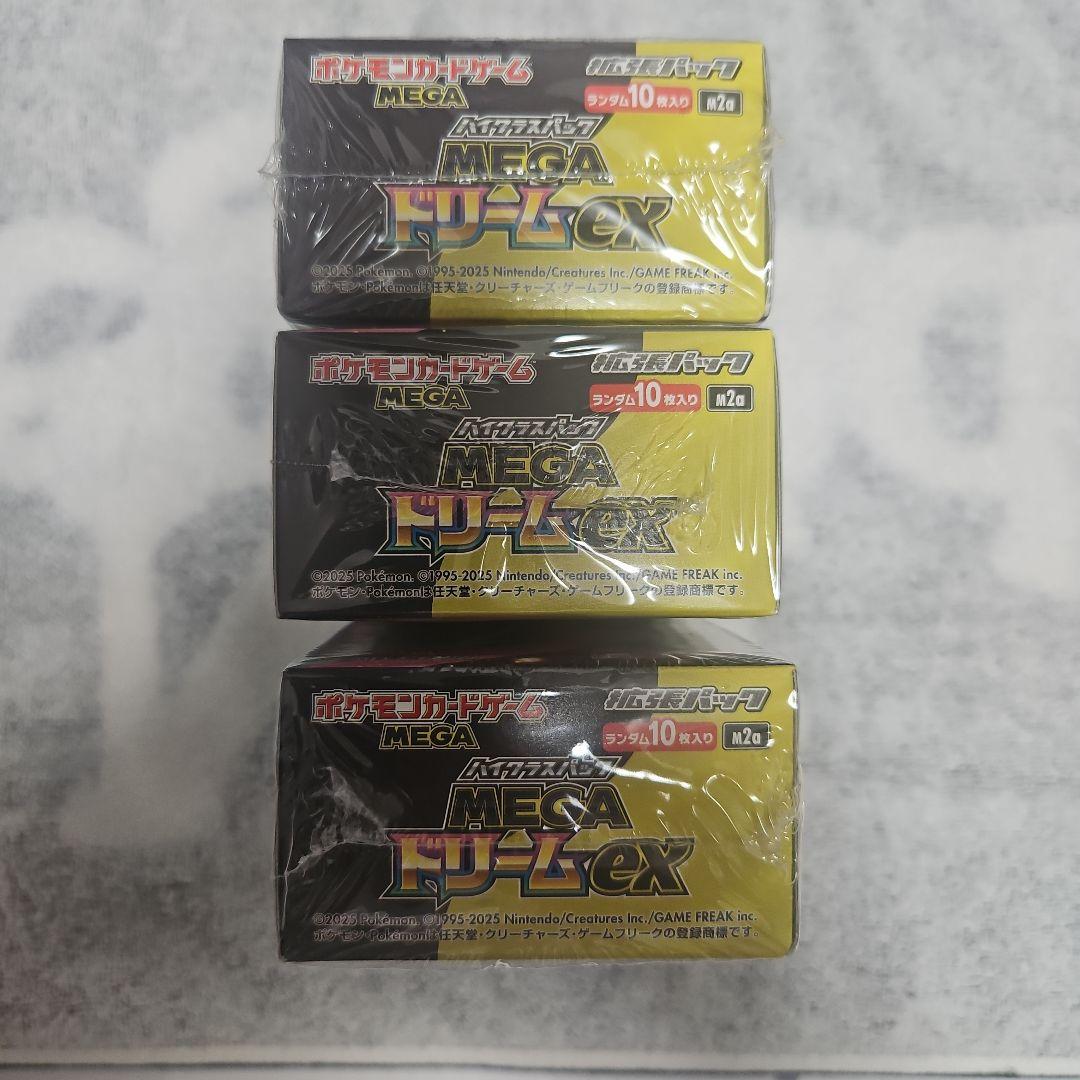 ポケモンカードゲーム
MEGA
拡張パック
ランダム10枚入り M2a
ハイクラスパック
MEGA
ドリームex
©2025 Pokémon. ©1995-2025 Nintendo/Creatures Inc./GAME FREAK inc.
ポケモン・Pokémonは任天堂・クリーチャーズ・ゲームフリークの登録商標です。
ポケモンカードゲーム
MEGA
拡張パック
ランダム10枚入り M2a
ハイクラスパック
MEGA
ドリームex
©2025 Pokémon. ©1995-2025 Nintendo/Creatures Inc./GAME FREAK inc.
ポケモン・Pokémonは任天堂・クリーチャーズ・ゲームフリークの登録商標です。
ポケモンカードゲーム
MEGA
拡張パック
ランダム10枚入り M2a
ハイクラスパック
MEGA
ドリームex
©2025 Pokémon. ©1995-2025 Nintendo/Creatures Inc./GAME FREAK inc.
ポケモン・Pokémonは任天堂・クリーチャーズ・ゲームフリークの登録商標です。